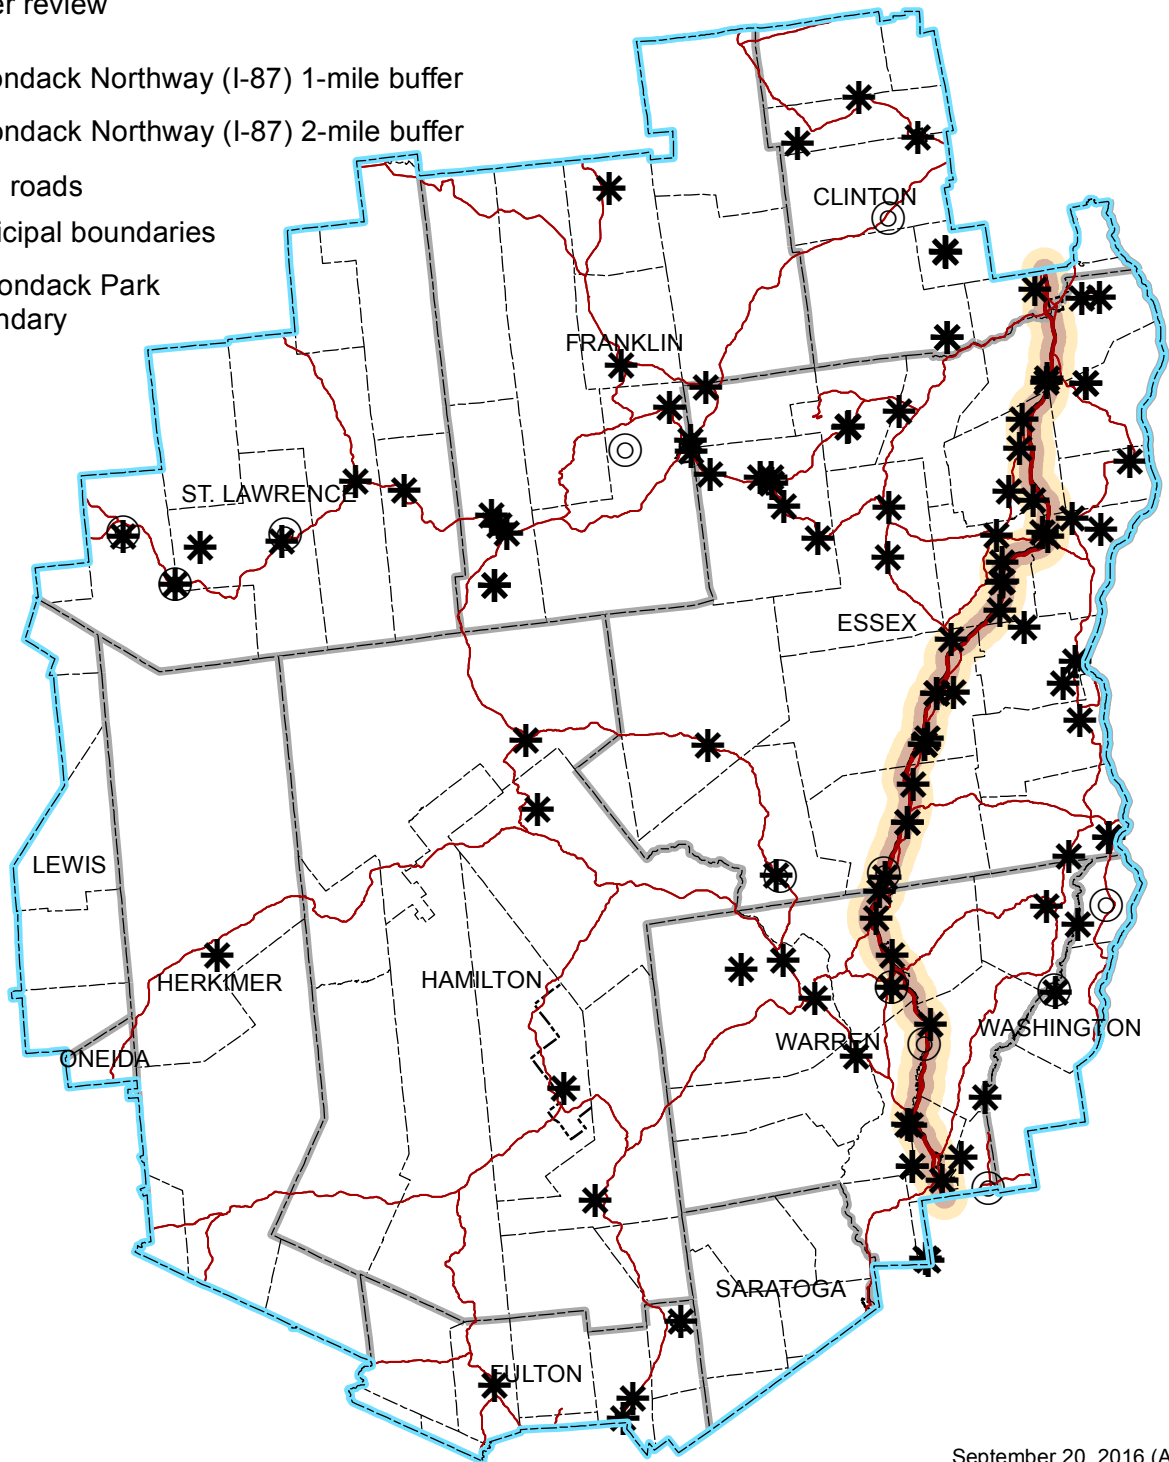 er review
ondack Northway (I-87) 1-mile buffer
ondack Northway (I-87) 2-mile buffer
roads
icipal boundaries
ondack Park
ndary
CLINTON
FRANKLIN
ST. LAWRENCE
ESSEX
LEWIS
HERKIMER
HAMILTON
WARREN
WASHINGTON
ONEIDA
SARATOGA
FULTON
September 20, 2016 (A